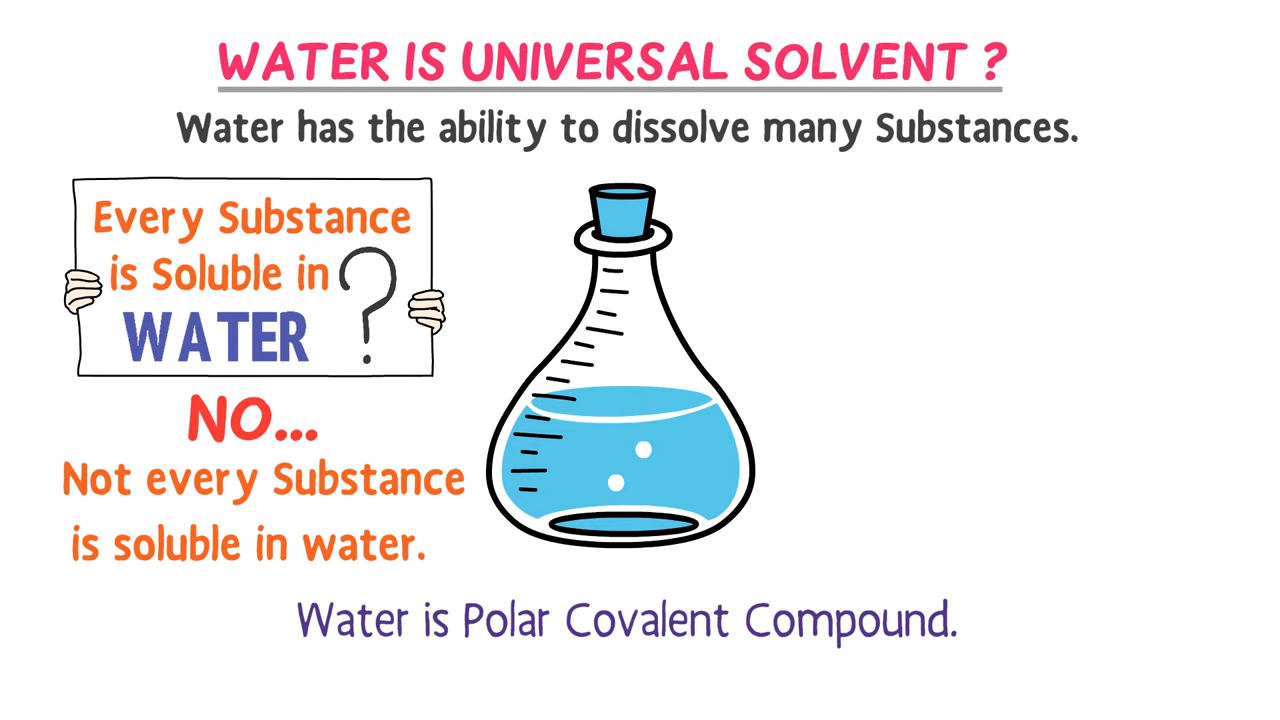 WATER IS UNIVERSAL SOLVENT ?
Water has the ability to dissolve many Substances.
Every Substance
is Soluble in
WATER ?
NO...
Not every Substance
is soluble in water.
Water is Polar Covalent Compound.